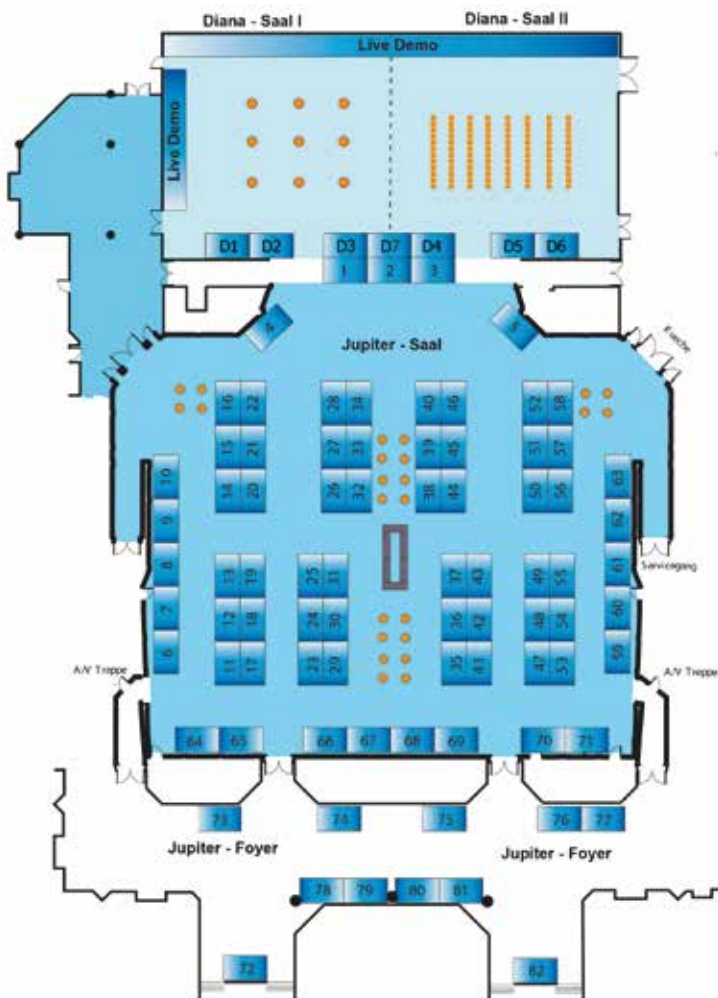 Diana - Saal I Diana - Saal II
Live Demo
Live Demo
D1 D2 D3 D7 D4 D5 D6
1 2 3
4 5
Jupiter - Saal
Kueche
16 22 28 34 40 46 52 58
15 21 27 33 39 45 51 57
14 20 26 32 38 44 50 56
10 63
9 62
8 61
Servicegang
13 19 25 31 37 43 49 55
7 60
12 18 24 30 36 42 48 54
6 59
11 17 23 29 35 41 47 53
A/V Treppe A/V Treppe
64 65 66 67 68 69 70 71
73 74 75 76 77
Jupiter - Foyer Jupiter - Foyer
78 79 80 81
72 82